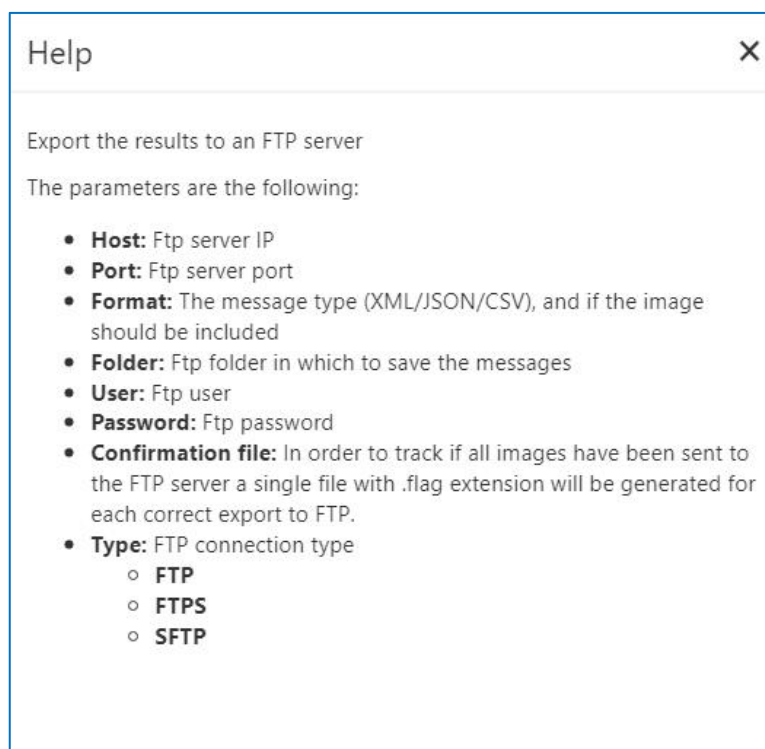 Help
Export the results to an FTP server
The parameters are the following:
Host: Ftp server IP
Port: Ftp server port
Format: The message type (XML/JSON/CSV), and if the image
should be included
Folder: Ftp folder in which to save the messages
User: Ftp user
Password: Ftp password
Confirmation file: In order to track if all images have been sent to
the FTP server a single file with .flag extension will be generated for
each correct export to FTP.
Type: FTP connection type
FTP
FTPS
SFTP